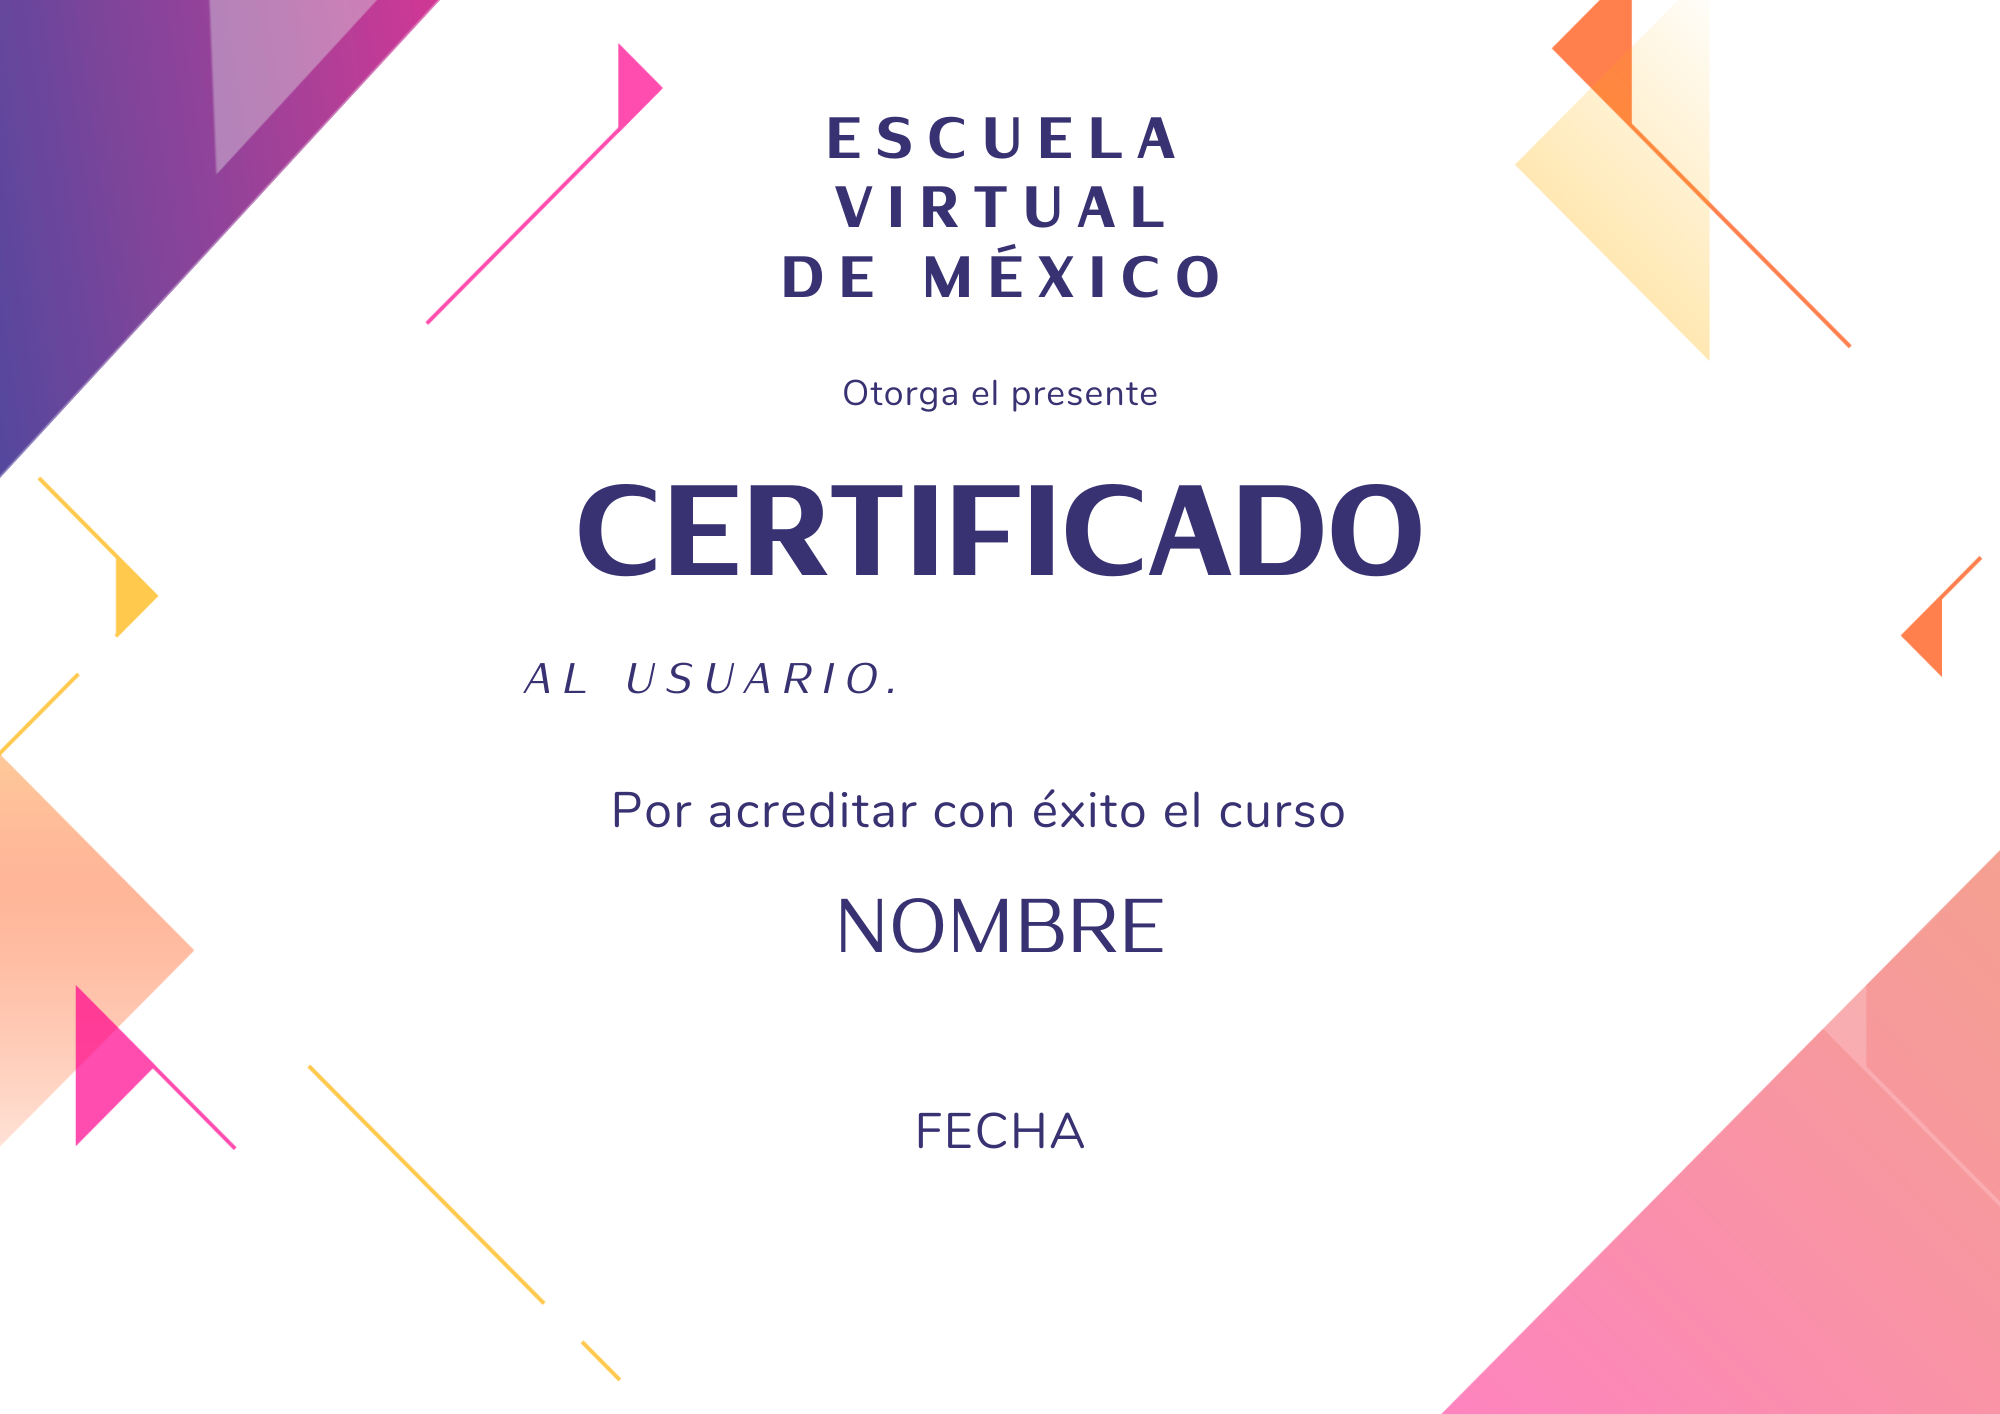 ESCUELA
VIRTUAL
DE MÉXICO
Otorga el presente
CERTIFICADO
AL USUARIO.
Por acreditar con éxito el curso
NOMBRE
FECHA